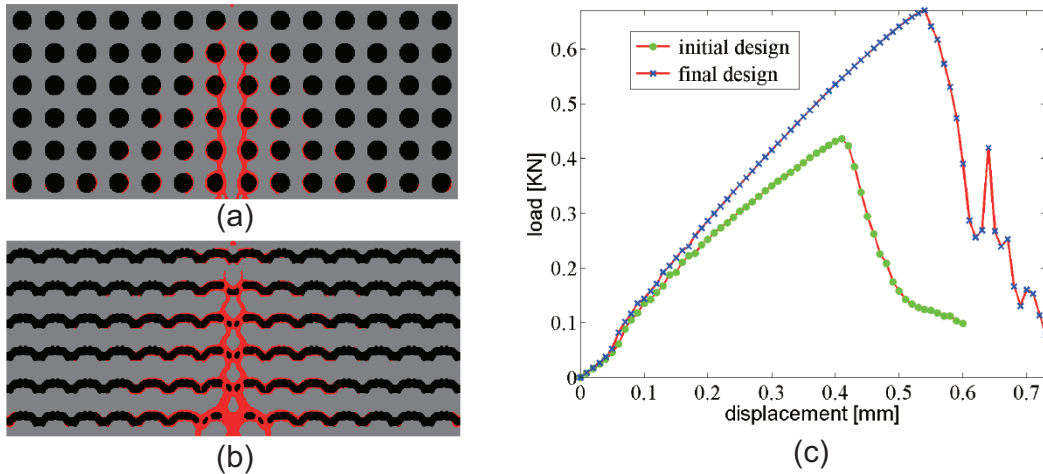 (a)
(b)
initial design
final design
load [KN]
0.6
0.5
0.4
0.3
0.2
0.1
0
0
0.1
0.2
0.3
0.4
0.5
0.6
0.7
displacement [mm]
(c)